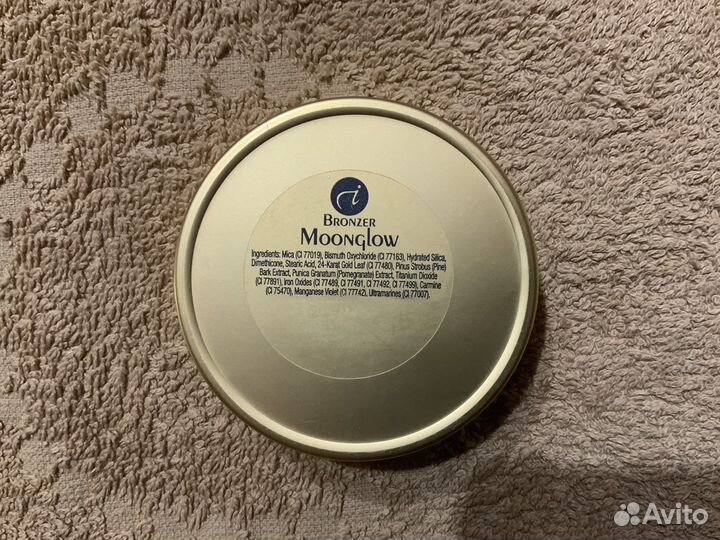 i
BRONZER
MOONGLOW
Ingredients: Mica (CI 77019), Bismuth Oxychloride (CI 77163), Hydrated Silica,
Dimethicone, Stearic Acid, 24-Karat Gold Leaf (CI 77480), Pinus Strobus (Pine)
Bark Extract, Punica Granatum (Pomegranate) Extract, Titanium Dioxide
(CI 77891), Iron Oxides (CI 77489, CI 77491, CI 77492, CI 77499), Carmine
(CI 75470), Manganese Violet (CI 77742), Ultramarines (CI 77007).
Avito